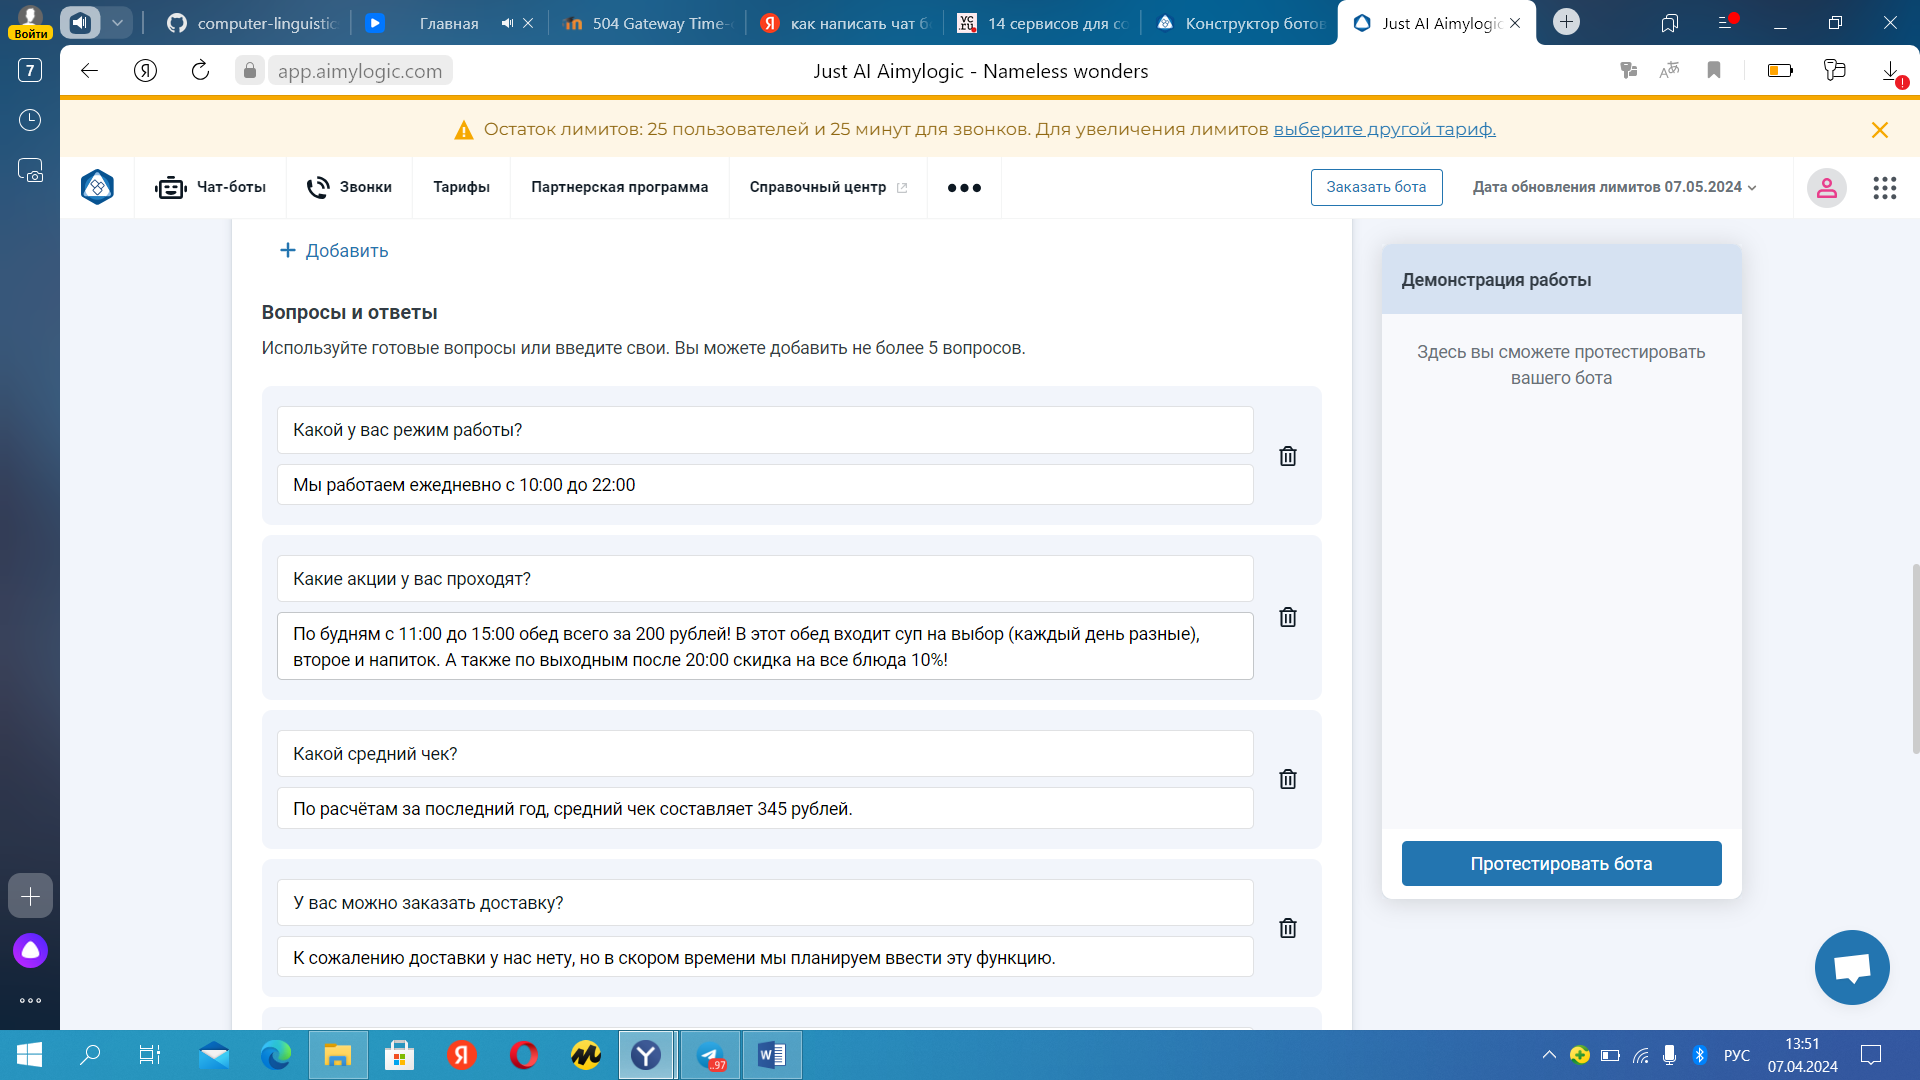 computer-linguistic
Главная
504 Gateway Time-
как написать чат б
14 сервисов для со
Конструктор ботов
Just AI Aimylogic
Войти
7
Я
app.aimylogic.com
Just AI Aimylogic - Nameless wonders
Остаток лимитов: 25 пользователей и 25 минут для звонков. Для увеличения лимитов выберите другой тариф.
Чат-боты
Звонки
Тарифы
Партнерская программа
Справочный центр
Заказать бота
Дата обновления лимитов 07.05.2024
+ Добавить
Вопросы и ответы
Используйте готовые вопросы или введите свои. Вы можете добавить не более 5 вопросов.
Какой у вас режим работы?
Мы работаем ежедневно с 10:00 до 22:00
Какие акции у вас проходят?
По будням с 11:00 до 15:00 обед всего за 200 рублей! В этот обед входит суп на выбор (каждый день разные),
второе и напиток. А также по выходным после 20:00 скидка на все блюда 10%!
Какой средний чек?
По расчётам за последний год, средний чек составляет 345 рублей.
У вас можно заказать доставку?
К сожалению доставки у нас нету, но в скором времени мы планируем ввести эту функцию.
Демонстрация работы
Здесь вы сможете протестировать
вашего бота
Протестировать бота
..97
РУС
13:51
07.04.2024